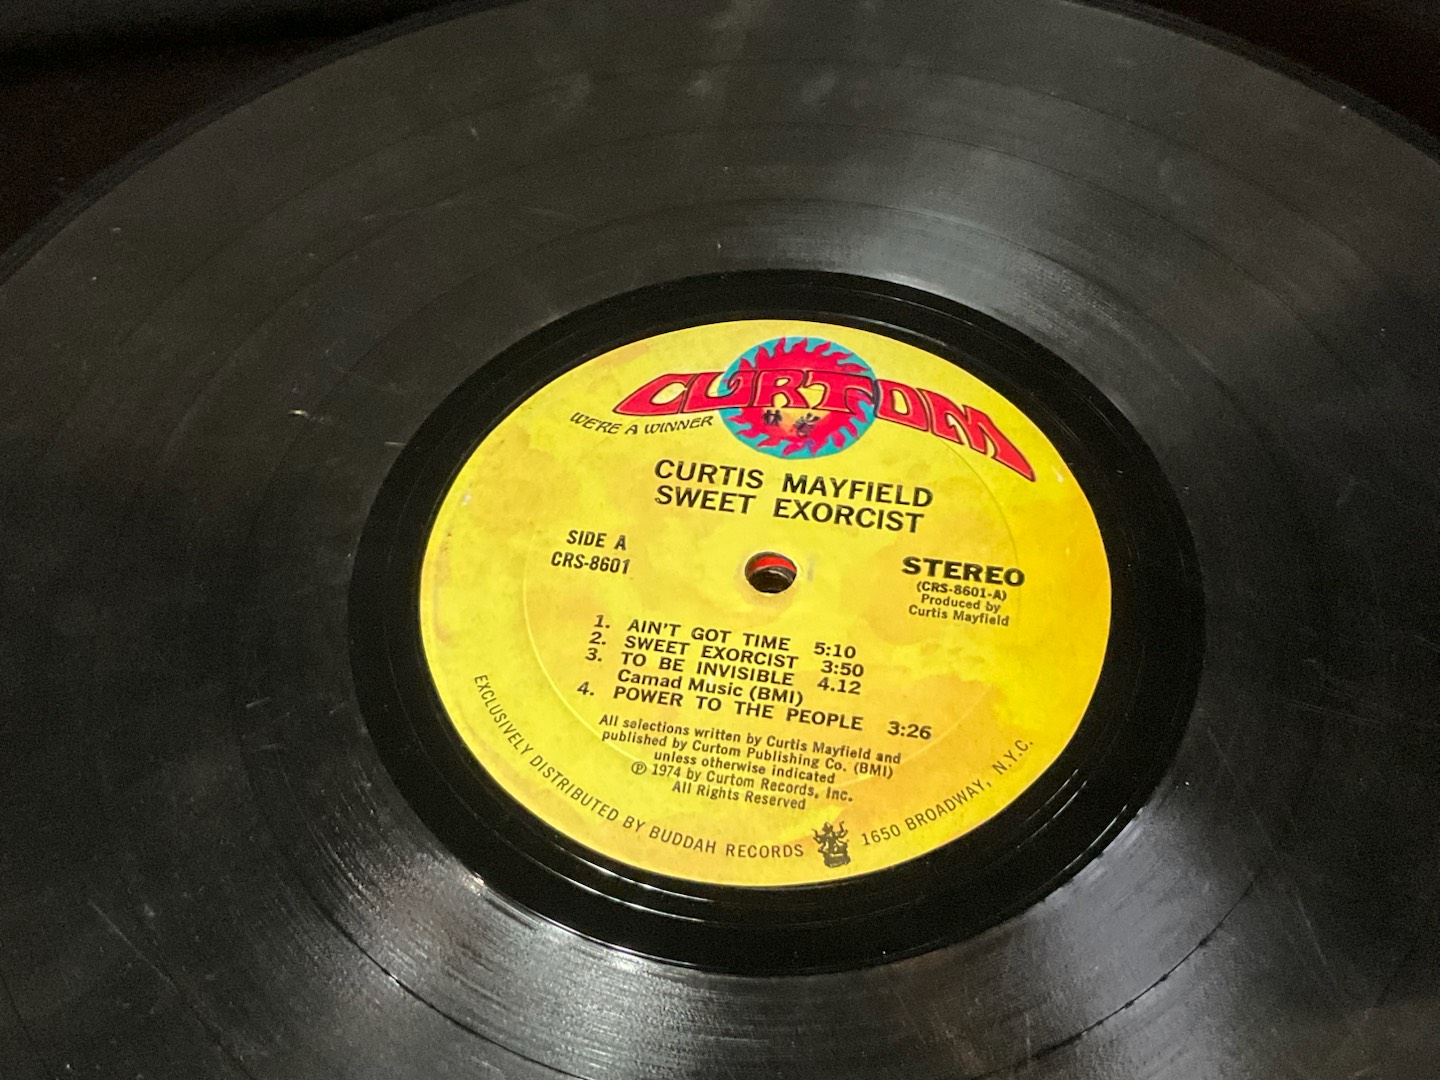 CURTOM
WE'RE A WINNER
CURTIS MAYFIELD
SWEET EXORCIST
SIDE A
CRS-8601
STEREO
(CRS-8601-A)
Produced by
Curtis Mayfield
1. AIN'T GOT TIME 5:10
2. SWEET EXORCIST 3:50
3. TO BE INVISIBLE 4.12
Camad Music (BMI)
4. POWER TO THE PEOPLE 3:26
All selections written by Curtis Mayfield and
published by Curtom Publishing Co. (BMI)
unless otherwise indicated
℗ 1974 by Curtom Records, Inc.
All Rights Reserved
EXCLUSIVELY DISTRIBUTED BY BUDDAH RECORDS 1650 BROADWAY, N.Y.C.